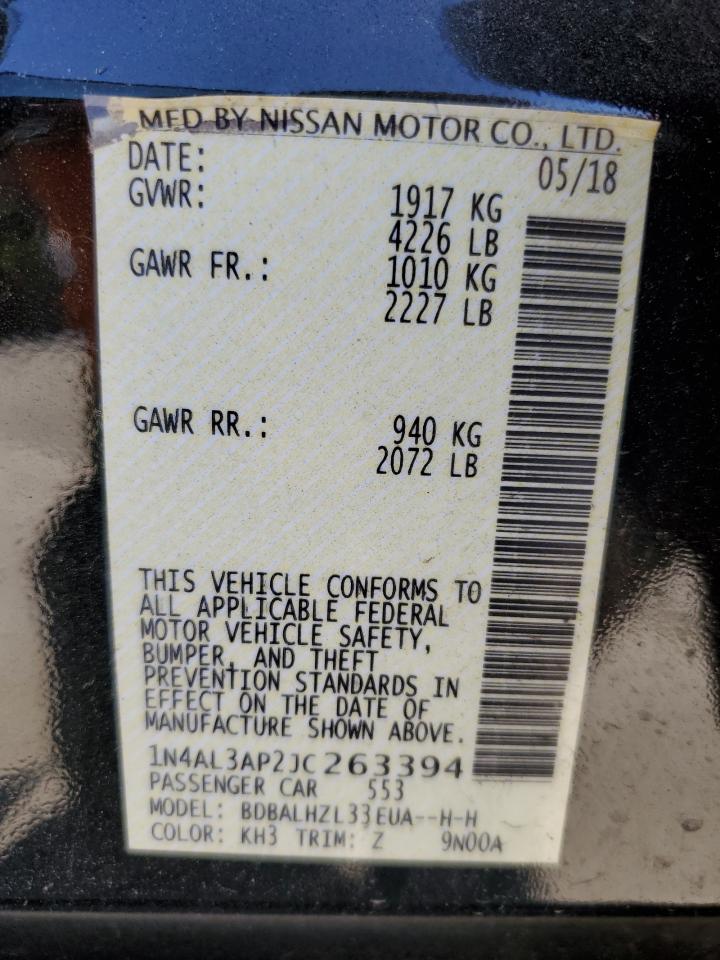 MFD BY NISSAN MOTOR CO., LTD.
DATE: 05/18
GVWR: 1917 KG
4226 LB
GAWR FR.: 1010 KG
2227 LB
GAWR RR.: 940 KG
2072 LB
THIS VEHICLE CONFORMS TO
ALL APPLICABLE FEDERAL
MOTOR VEHICLE SAFETY,
BUMPER, AND THEFT
PREVENTION STANDARDS IN
EFFECT ON THE DATE OF
MANUFACTURE SHOWN ABOVE.
1N4AL3AP2JC263394
PASSENGER CAR 553
MODEL: BDBALHZL33EUA--H-H
COLOR: KH3 TRIM: Z 9N00A